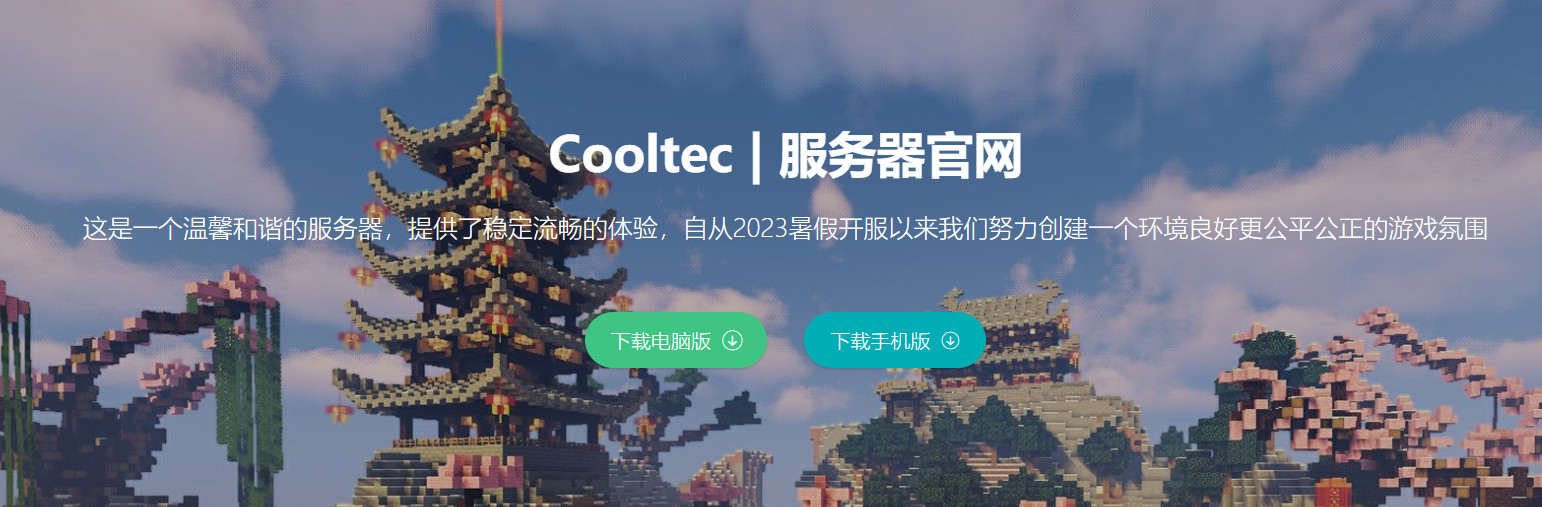 Cooltec | 服务器官网
这是一个温馨和谐的服务器，提供了稳定流畅的体验，自从2023暑假开服以来我们努力创建一个环境良好更公平公正的游戏氛围
下载电脑版
下载手机版